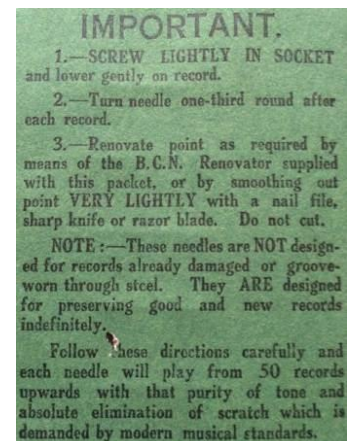 IMPORTANT.
1.—SCREW LIGHTLY IN SOCKET
and lower gently on record.
2.—Turn needle one-third round after
each record.
3.—Renovate point as required by
means of the B.C.N. Renovator supplied
with this packet, or by smoothing out
point VERY LIGHTLY with a nail file,
sharp knife or razor blade. Do not cut.
NOTE :—These needles are NOT design-
ed for records already damaged or groove-
worn through steel. They ARE designed
for preserving good and new records
indefinitely.
Follow these directions carefully and
each needle will play from 50 records
upwards with that purity of tone and
absolute elimination of scratch which is
demanded by modern musical standards.